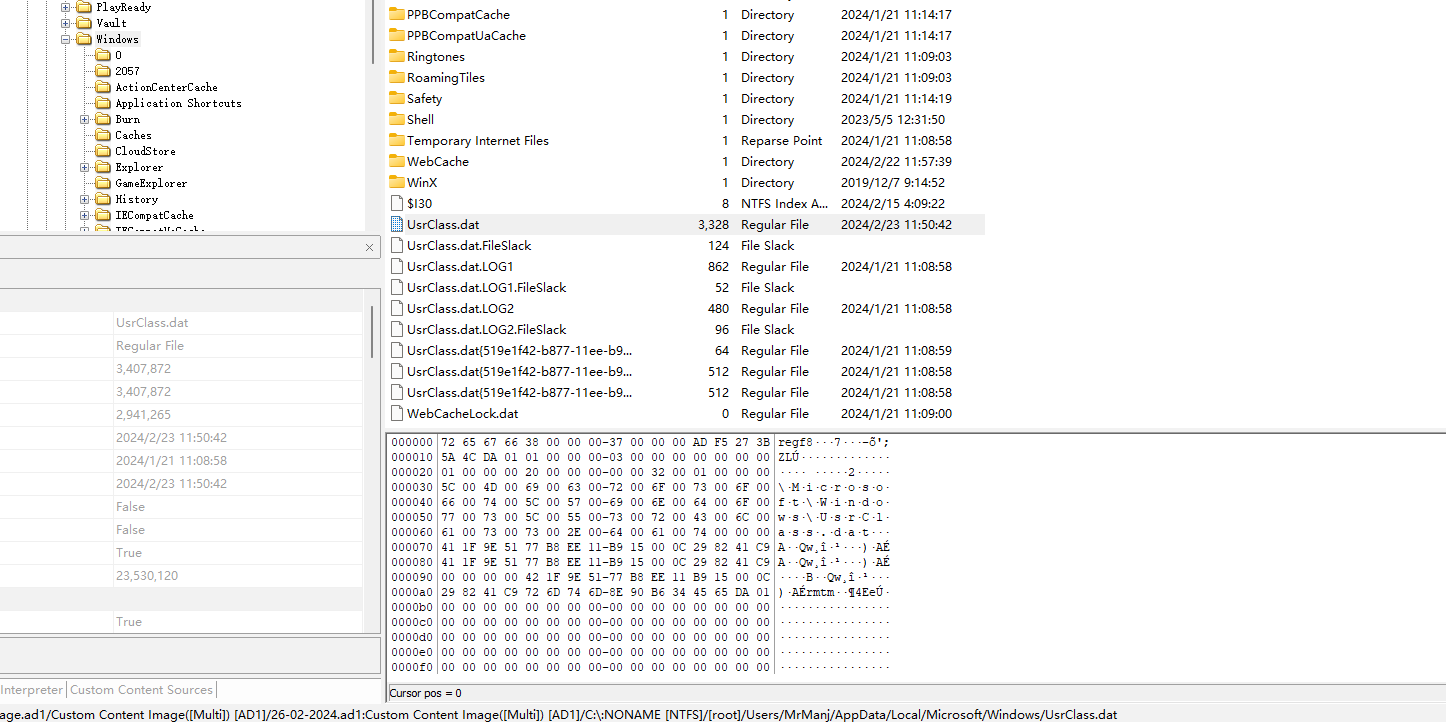 PlayReady
Vault
Windows
0
2057
ActionCenterCache
Application Shortcuts
Burn
Caches
CloudStore
Explorer
GameExplorer
History
IECompatCache
IECompatUaCache
PPBCompatCache 1 Directory 2024/1/21 11:14:17
PPBCompatUaCache 1 Directory 2024/1/21 11:14:17
Ringtones 1 Directory 2024/1/21 11:09:03
RoamingTiles 1 Directory 2024/1/21 11:09:03
Safety 1 Directory 2024/1/21 11:14:19
Shell 1 Directory 2023/5/5 12:31:50
Temporary Internet Files 1 Reparse Point 2024/1/21 11:08:58
WebCache 1 Directory 2024/2/22 11:57:39
WinX 1 Directory 2019/12/7 9:14:52
$I30 8 NTFS Index A... 2024/2/15 4:09:22
UsrClass.dat 3,328 Regular File 2024/2/23 11:50:42
UsrClass.dat.FileSlack 124 File Slack
UsrClass.dat.LOG1 862 Regular File 2024/1/21 11:08:58
UsrClass.dat.LOG1.FileSlack 52 File Slack
UsrClass.dat.LOG2 480 Regular File 2024/1/21 11:08:58
UsrClass.dat.LOG2.FileSlack 96 File Slack
UsrClass.dat{519e1f42-b877-11ee-b9... 64 Regular File 2024/1/21 11:08:59
UsrClass.dat{519e1f42-b877-11ee-b9... 512 Regular File 2024/1/21 11:08:58
UsrClass.dat{519e1f42-b877-11ee-b9... 512 Regular File 2024/1/21 11:08:58
WebCacheLock.dat 0 Regular File 2024/1/21 11:09:00
UsrClass.dat
Regular File
3,407,872
3,407,872
2,941,265
2024/2/23 11:50:42
2024/1/21 11:08:58
2024/2/23 11:50:42
False
False
True
23,530,120
True
Interpreter Custom Content Sources
000000 72 65 67 66 38 00 00 00-37 00 00 00 AD F5 27 3B regf8···7···-õ';
000010 5A 4C DA 01 01 00 00 00-03 00 00 00 00 00 00 00 ZLÚ·············
000020 01 00 00 00 20 00 00 00-00 00 32 00 01 00 00 00 ···· ·····2·····
000030 5C 00 4D 00 69 00 63 00-72 00 6F 00 73 00 6F 00 \·M·i·c·r·o·s·o·
000040 66 00 74 00 5C 00 57 00-69 00 6E 00 64 00 6F 00 f·t·\·W·i·n·d·o·
000050 77 00 73 00 5C 00 55 00-73 00 72 00 43 00 6C 00 w·s·\·U·s·r·C·l·
000060 61 00 73 00 73 00 2E 00-64 00 61 00 74 00 00 00 a·s·s·.·d·a·t···
000070 41 1F 9E 51 77 B8 EE 11-B9 15 00 0C 29 82 41 C9 A··Qw¸î·¹···)·AÉ
000080 41 1F 9E 51 77 B8 EE 11-B9 15 00 0C 29 82 41 C9 A··Qw¸î·¹···)·AÉ
000090 00 00 00 00 42 1F 9E 51-77 B8 EE 11 B9 15 00 0C ····B··Qw¸î·¹···
0000a0 29 82 41 C9 72 6D 74 6D-8E 90 B6 34 45 65 DA 01 )·AÉrmtm··¶4EeÚ·
0000b0 00 00 00 00 00 00 00 00-00 00 00 00 00 00 00 00 ················
0000c0 00 00 00 00 00 00 00 00-00 00 00 00 00 00 00 00 ················
0000d0 00 00 00 00 00 00 00 00-00 00 00 00 00 00 00 00 ················
0000e0 00 00 00 00 00 00 00 00-00 00 00 00 00 00 00 00 ················
0000f0 00 00 00 00 00 00 00 00-00 00 00 00 00 00 00 00 ················
Cursor pos = 0
age.ad1/Custom Content Image([Multi]) [AD1]/26-02-2024.ad1:Custom Content Image([Multi]) [AD1]/C:\:NONAME [NTFS]/[root]/Users/MrManj/AppData/Local/Microsoft/Windows/UsrClass.dat